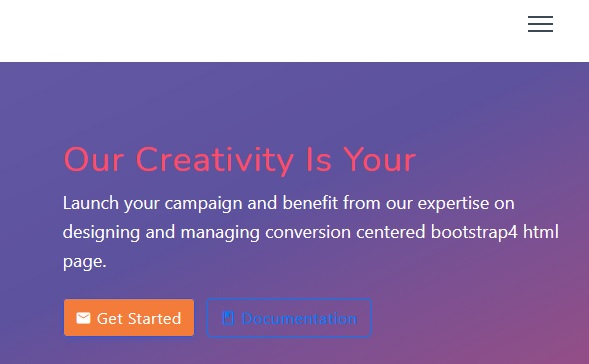 Our Creativity Is Your
Launch your campaign and benefit from our expertise on
designing and managing conversion centered bootstrap4 html
page.
Get Started
Documentation